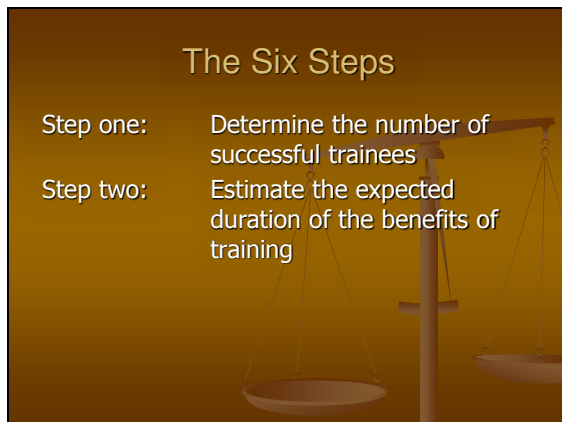 The Six Steps
Step one: Determine the number of
successful trainees
Step two: Estimate the expected
duration of the benefits of
training